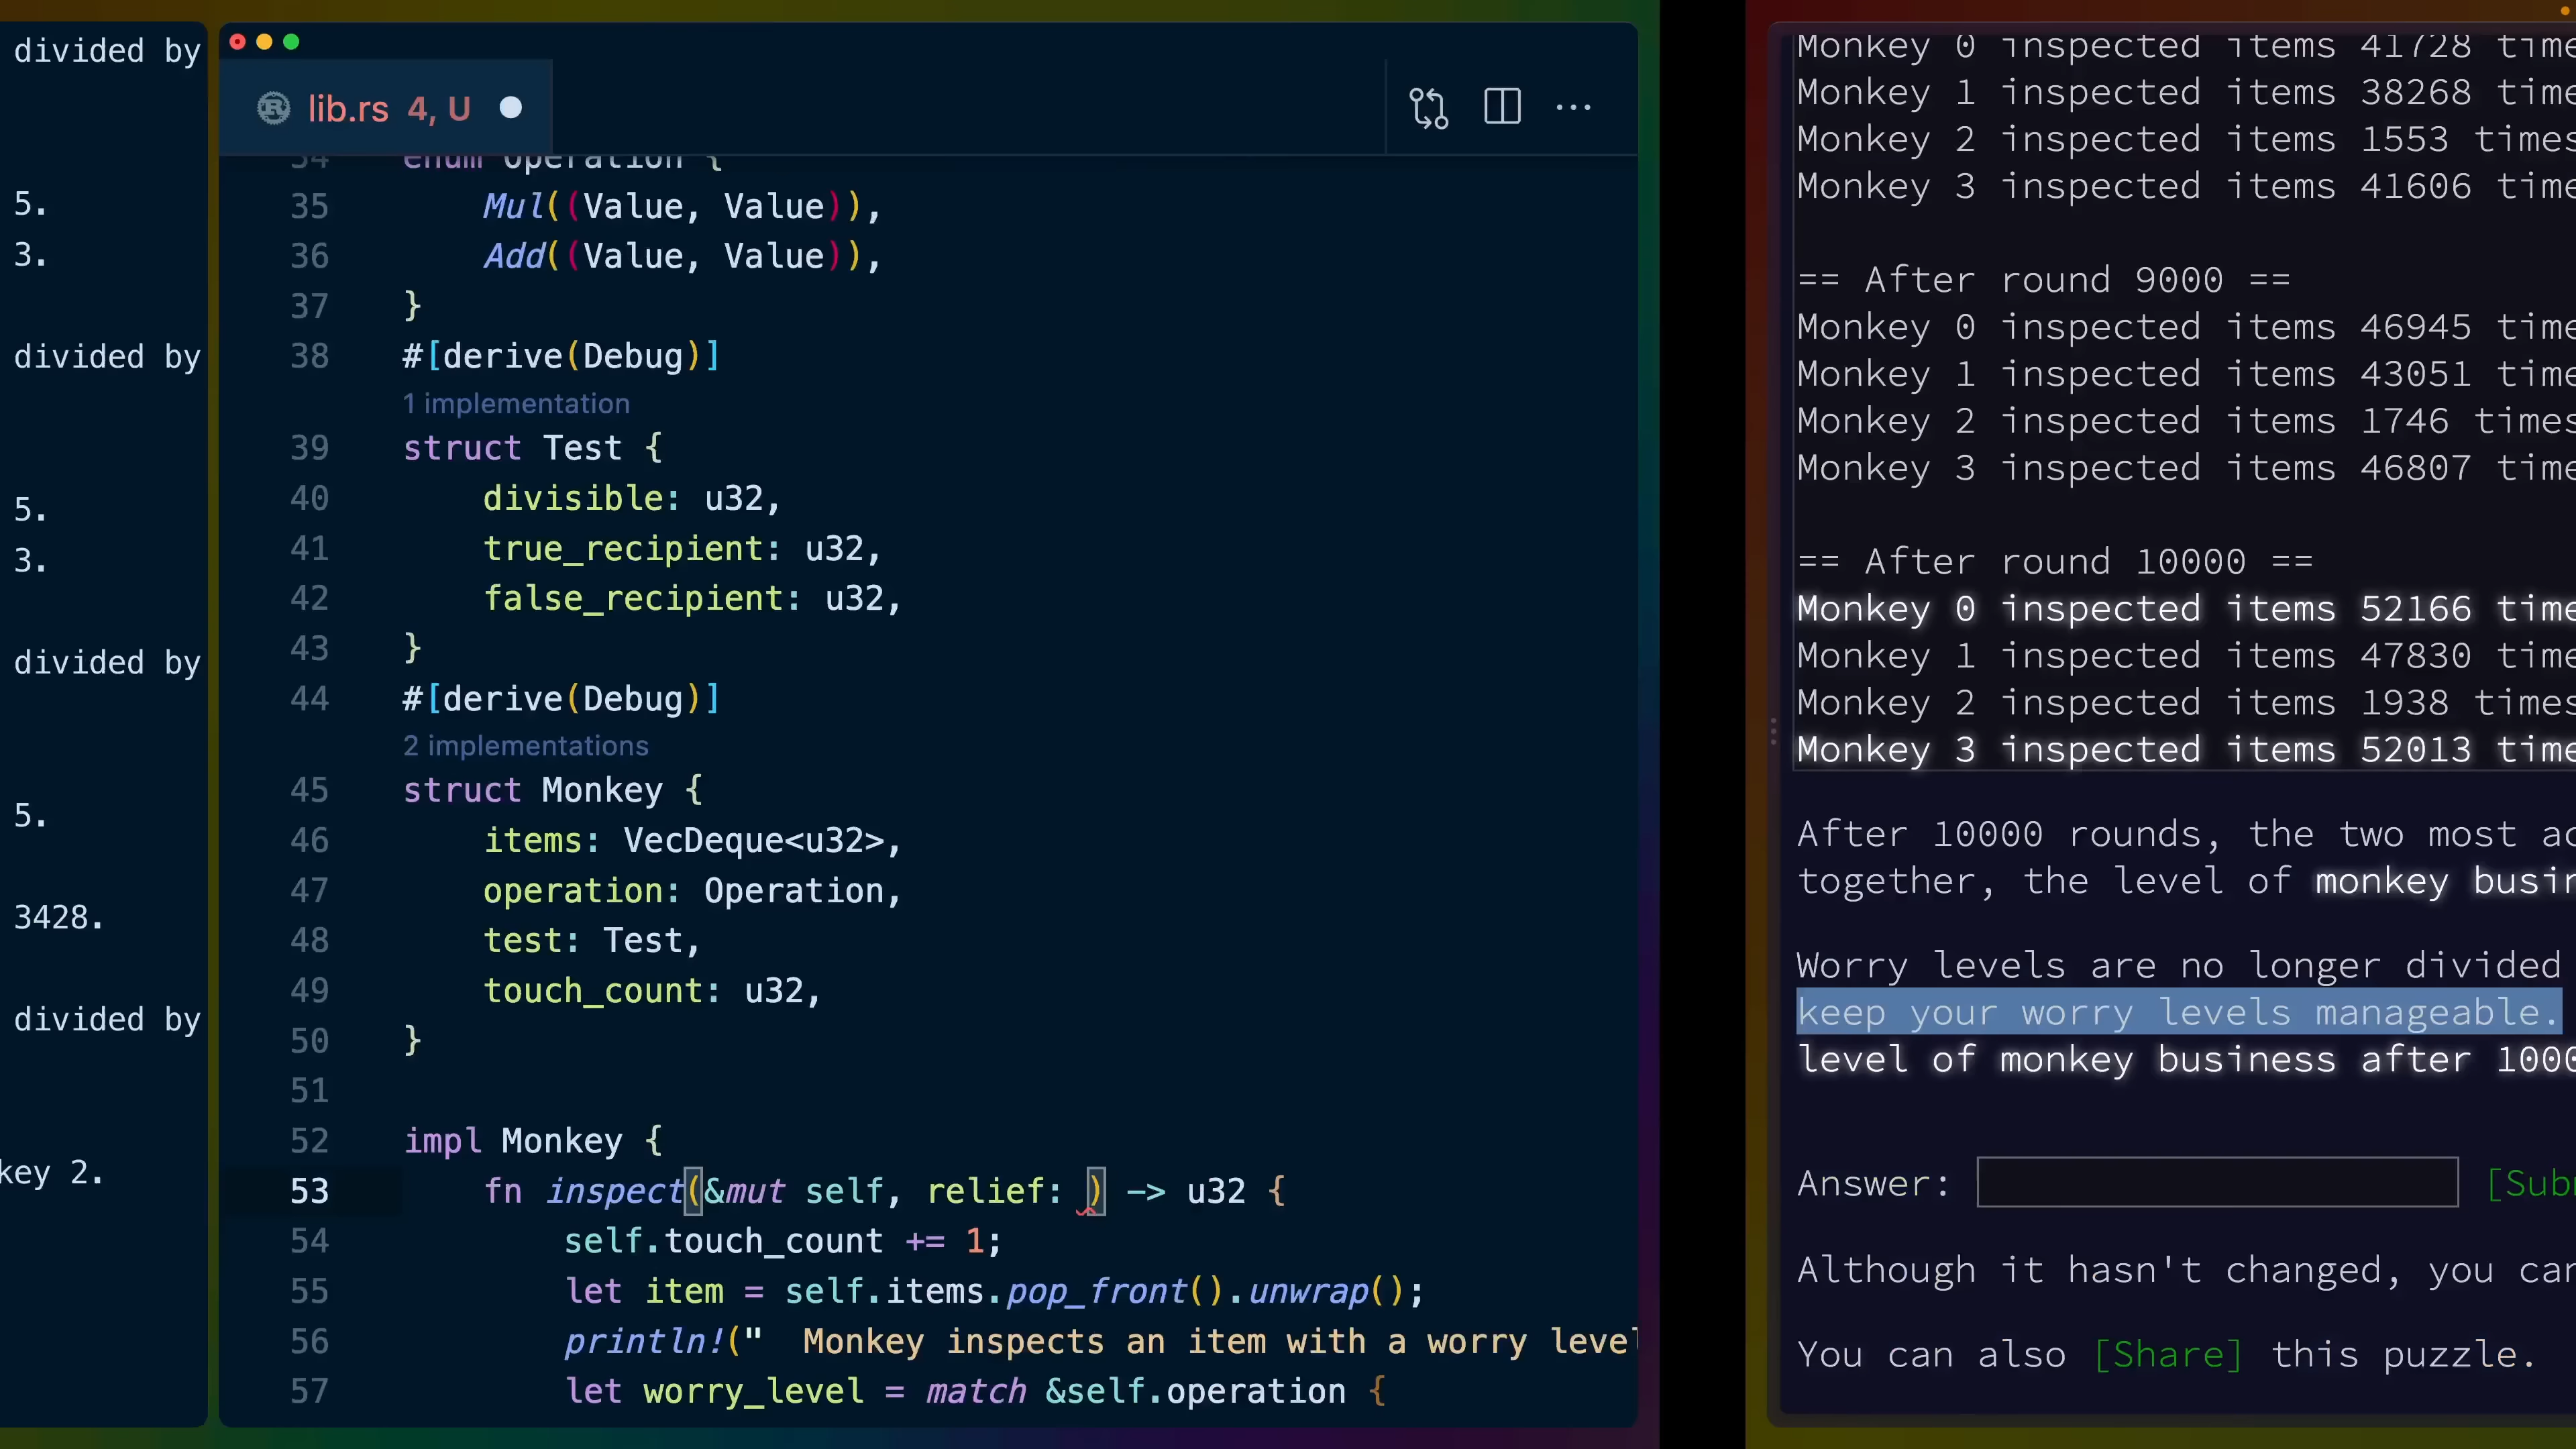 divided by
5.
3.
divided by
5.
3.
divided by
5.
3428.
divided by
key 2.
lib.rs 4, U
34 enum Operation {
35 Mul((Value, Value)),
36 Add((Value, Value)),
37 }
38 #[derive(Debug)]
1 implementation
39 struct Test {
40 divisible: u32,
41 true_recipient: u32,
42 false_recipient: u32,
43 }
44 #[derive(Debug)]
2 implementations
45 struct Monkey {
46 items: VecDeque<u32>,
47 operation: Operation,
48 test: Test,
49 touch_count: u32,
50 }
51
52 impl Monkey {
53 fn inspect(&mut self, relief: ) -> u32 {
54 self.touch_count += 1;
55 let item = self.items.pop_front().unwrap();
56 println!("  Monkey inspects an item with a worry level
57 let worry_level = match &self.operation {
Monkey 0 inspected items 41728 time
Monkey 1 inspected items 38268 time
Monkey 2 inspected items 1553 times
Monkey 3 inspected items 41606 time
== After round 9000 ==
Monkey 0 inspected items 46945 time
Monkey 1 inspected items 43051 time
Monkey 2 inspected items 1746 times
Monkey 3 inspected items 46807 time
== After round 10000 ==
Monkey 0 inspected items 52166 time
Monkey 1 inspected items 47830 time
Monkey 2 inspected items 1938 times
Monkey 3 inspected items 52013 time
After 10000 rounds, the two most ac
together, the level of monkey busin
Worry levels are no longer divided
keep your worry levels manageable.
level of monkey business after 1000
Answer: [Subm
Although it hasn't changed, you can
You can also [Share] this puzzle.